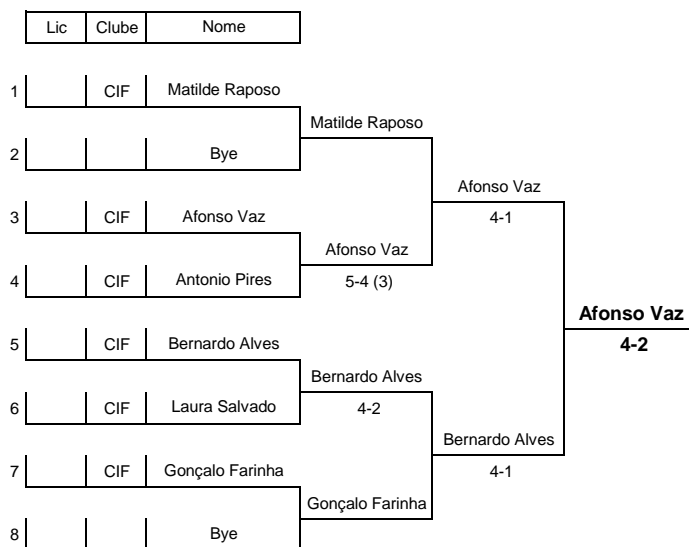 Lic Clube Nome
1 CIF Matilde Raposo
Matilde Raposo
2 Bye
Afonso Vaz
3 CIF Afonso Vaz 4-1
Afonso Vaz
4 CIF Antonio Pires 5-4 (3)
Afonso Vaz
5 CIF Bernardo Alves 4-2
Bernardo Alves
6 CIF Laura Salvado 4-2
Bernardo Alves
7 CIF Gonçalo Farinha 4-1
Gonçalo Farinha
8 Bye